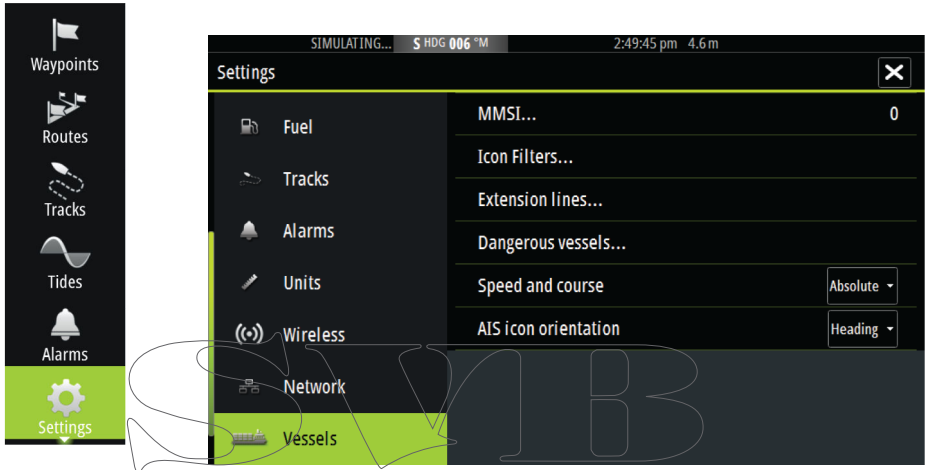 Waypoints
Routes
Tracks
Tides
Alarms
Settings
SIMULATING... S HDG 006 °M 2:49:45 pm 4.6 m
Settings
Fuel
Tracks
Alarms
Units
Wireless
Network
Vessels
MMSI... 0
Icon Filters...
Extension lines...
Dangerous vessels...
Speed and course Absolute
AIS icon orientation Heading
SVB